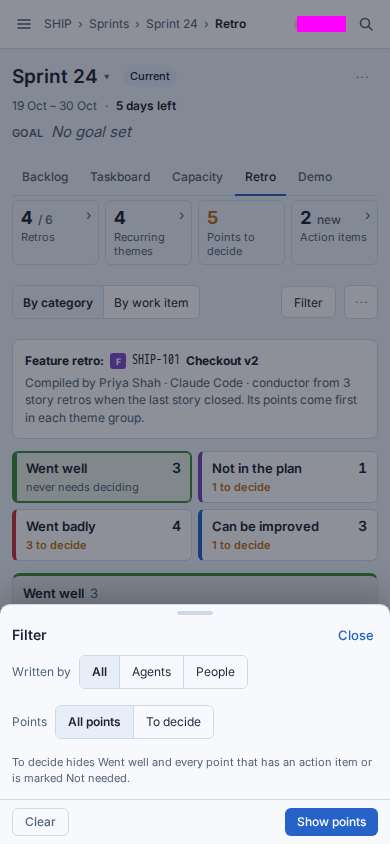 SHIP › Sprints › Sprint 24 › Retro
Sprint 24 ▾ Current ···
19 Oct – 30 Oct · 5 days left
GOAL No goal set
Backlog Taskboard Capacity Retro Demo
4 / 6 ›
Retros
4 ›
Recurring
themes
5
Points to
decide
2 new ›
Action items
By category By work item Filter ···
Feature retro: F SHIP-101 Checkout v2
Compiled by Priya Shah · Claude Code · conductor from 3
story retros when the last story closed. Its points come first
in each theme group.
Went well 3
never needs deciding
Not in the plan 1
1 to decide
Went badly 4
3 to decide
Can be improved 3
1 to decide
Went well 3
Filter Close
Written by All Agents People
Points All points To decide
To decide hides Went well and every point that has an action item or
is marked Not needed.
Clear Show points